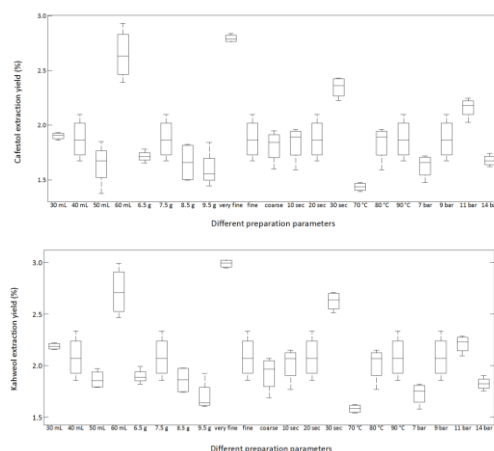 Cafestol extraction yield (%)
3.0
2.5
2.0
1.5
30 mL 40 mL 50 mL 60 mL 6.5 g 7.5 g 8.5 g 9.5 g very fine fine coarse 10 sec 20 sec 30 sec 70 °C 80 °C 90 °C 7 bar 9 bar 11 bar 14 bar
Different preparation parameters
Kahweol extraction yield (%)
3.0
2.5
2.0
1.5
30 mL 40 mL 50 mL 60 mL 6.5 g 7.5 g 8.5 g 9.5 g very fine fine coarse 10 sec 20 sec 30 sec 70 °C 80 °C 90 °C 7 bar 9 bar 11 bar 14 bar
Different preparation parameters